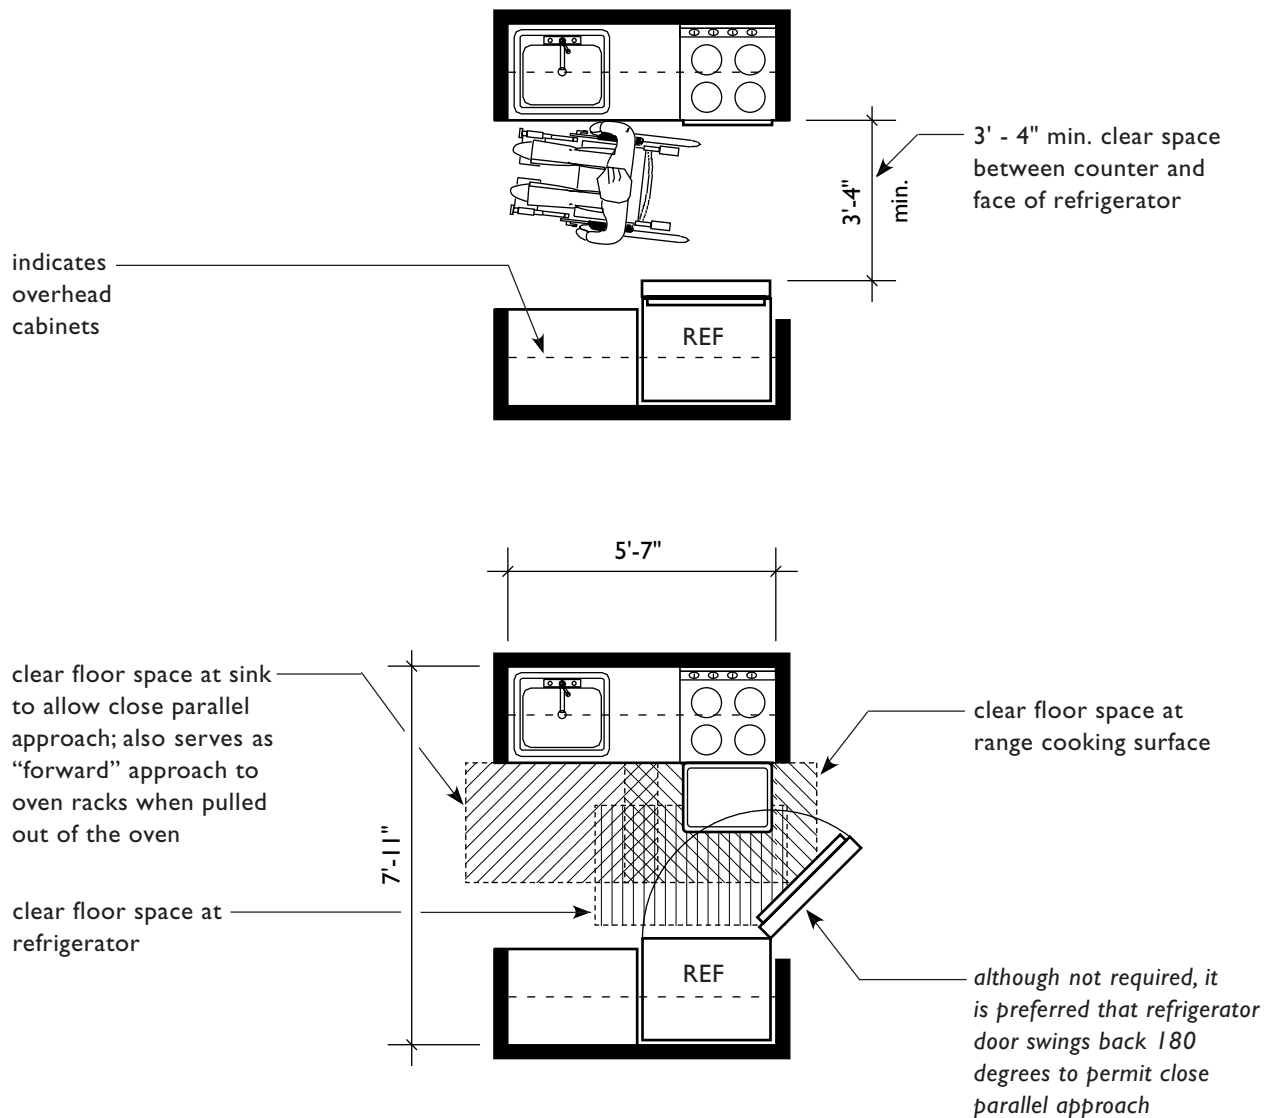 3' - 4" min. clear space
between counter and
face of refrigerator
3'-4"
min.
indicates
overhead
cabinets
REF
5'-7"
clear floor space at sink
to allow close parallel
approach; also serves as
“forward” approach to
oven racks when pulled
out of the oven
7'-11"
clear floor space at
range cooking surface
clear floor space at
refrigerator
REF
although not required, it
is preferred that refrigerator
door swings back 180
degrees to permit close
parallel approach